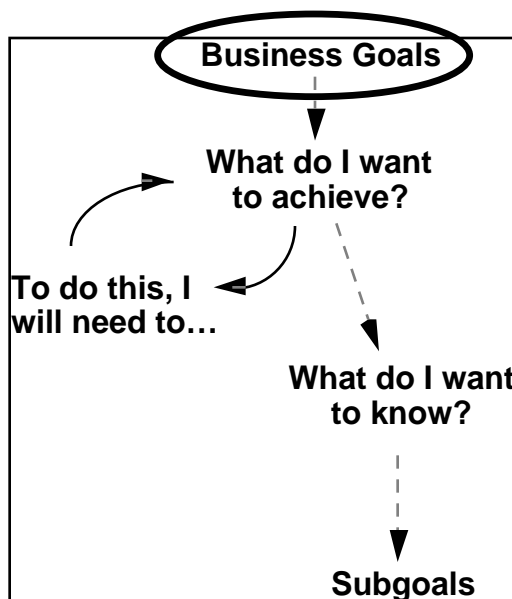 Business Goals
What do I want
to achieve?
To do this, I
will need to…
What do I want
to know?
Subgoals